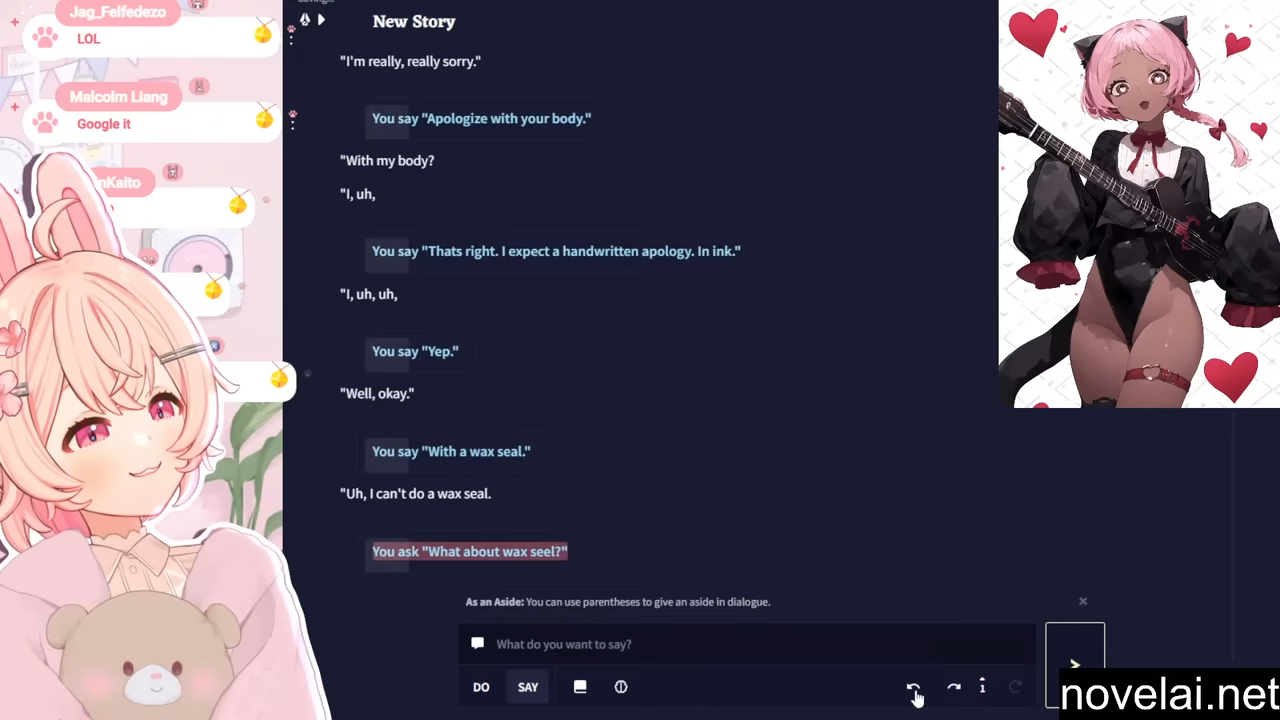 Jag_Felfedezo
LOL
Malcolm Liang
Google it
nKaito
Saving...
New Story
"I'm really, really sorry."
You say "Apologize with your body."
"With my body?
"I, uh,
You say "Thats right. I expect a handwritten apology. In ink."
"I, uh, uh,
You say "Yep."
"Well, okay."
You say "With a wax seal."
"Uh, I can't do a wax seal.
You ask "What about wax seel?"
As an Aside: You can use parentheses to give an aside in dialogue.
What do you want to say?
DO
SAY
1
novelai.net